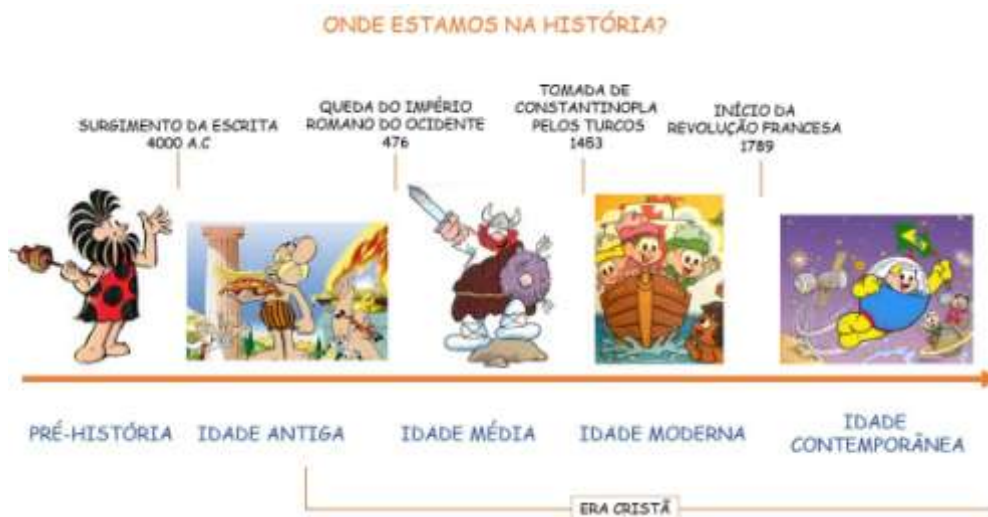 ONDE ESTAMOS NA HISTÓRIA?
SURGIMENTO DA ESCRITA
4000 A.C
QUEDA DO IMPÉRIO
ROMANO DO OCIDENTE
476
TOMADA DE
CONSTANTINOPLA
PELOS TURCOS
1453
INÍCIO DA
REVOLUÇÃO FRANCESA
1789
PRÉ-HISTÓRIA
IDADE ANTIGA
IDADE MÉDIA
IDADE MODERNA
IDADE
CONTEMPORÂNEA
ERA CRISTÃ